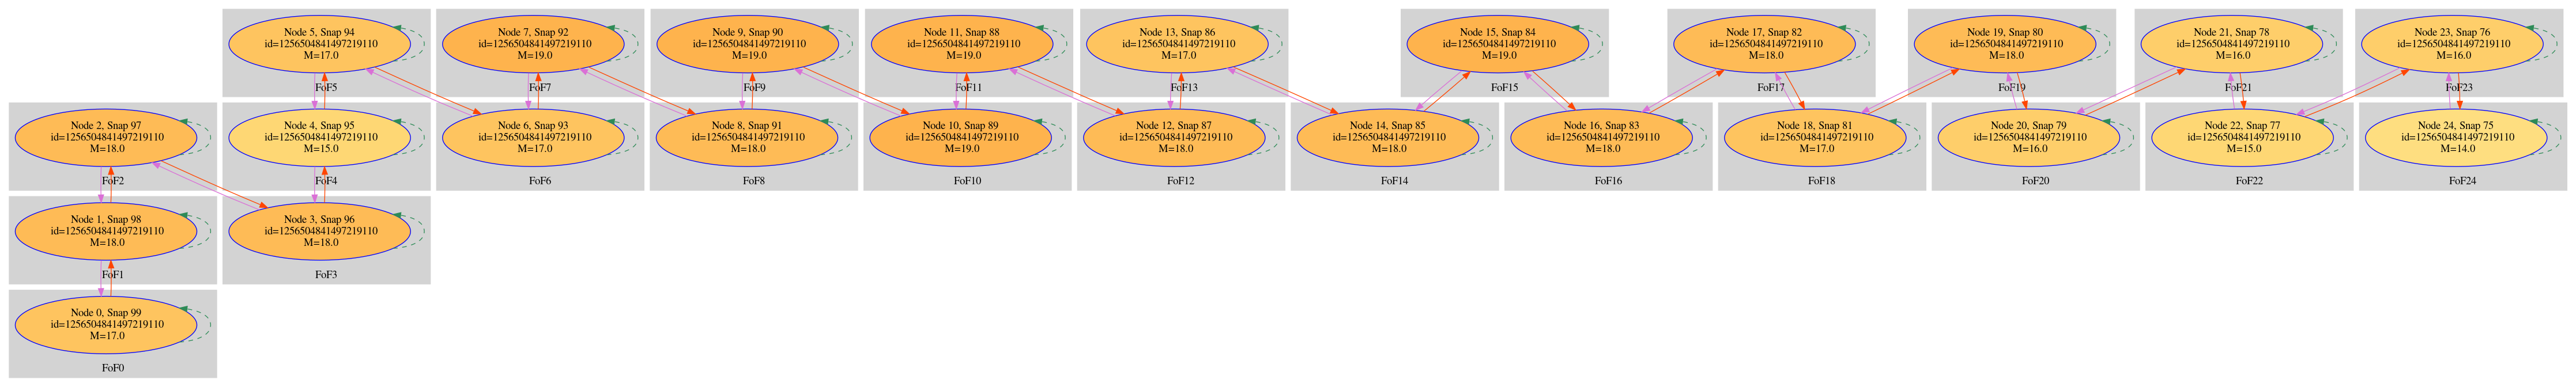 Node 5, Snap 94
id=1256504841497219110
M=17.0
FoF5
Node 7, Snap 92
id=1256504841497219110
M=19.0
FoF7
Node 9, Snap 90
id=1256504841497219110
M=19.0
FoF9
Node 11, Snap 88
id=1256504841497219110
M=19.0
FoF11
Node 13, Snap 86
id=1256504841497219110
M=17.0
FoF13
Node 15, Snap 84
id=1256504841497219110
M=19.0
FoF15
Node 17, Snap 82
id=1256504841497219110
M=18.0
FoF17
Node 19, Snap 80
id=1256504841497219110
M=18.0
FoF19
Node 21, Snap 78
id=1256504841497219110
M=16.0
FoF21
Node 23, Snap 76
id=1256504841497219110
M=16.0
FoF23
Node 2, Snap 97
id=1256504841497219110
M=18.0
FoF2
Node 4, Snap 95
id=1256504841497219110
M=15.0
FoF4
Node 6, Snap 93
id=1256504841497219110
M=17.0
FoF6
Node 8, Snap 91
id=1256504841497219110
M=18.0
FoF8
Node 10, Snap 89
id=1256504841497219110
M=19.0
FoF10
Node 12, Snap 87
id=1256504841497219110
M=18.0
FoF12
Node 14, Snap 85
id=1256504841497219110
M=18.0
FoF14
Node 16, Snap 83
id=1256504841497219110
M=18.0
FoF16
Node 18, Snap 81
id=1256504841497219110
M=17.0
FoF18
Node 20, Snap 79
id=1256504841497219110
M=16.0
FoF20
Node 22, Snap 77
id=1256504841497219110
M=15.0
FoF22
Node 24, Snap 75
id=1256504841497219110
M=14.0
FoF24
Node 1, Snap 98
id=1256504841497219110
M=18.0
FoF1
Node 3, Snap 96
id=1256504841497219110
M=18.0
FoF3
Node 0, Snap 99
id=1256504841497219110
M=17.0
FoF0